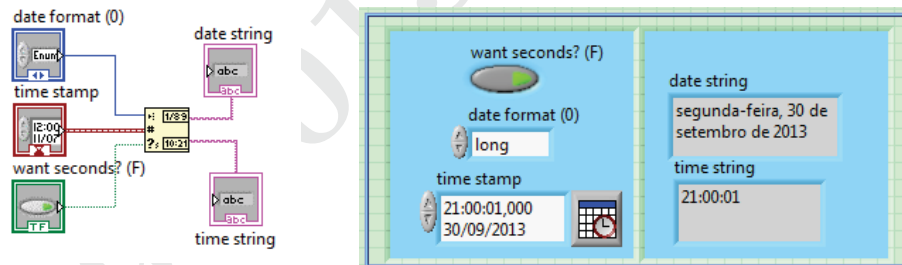 date format (0)
Enum
time stamp
12:00
11/07
want seconds? (F)
TF
1/89
#
?s 10:21
date string
abc
abc
abc
abc
time string
want seconds? (F)
date format (0)
long
time stamp
21:00:01,000
30/09/2013
date string
segunda-feira, 30 de
setembro de 2013
time string
21:00:01